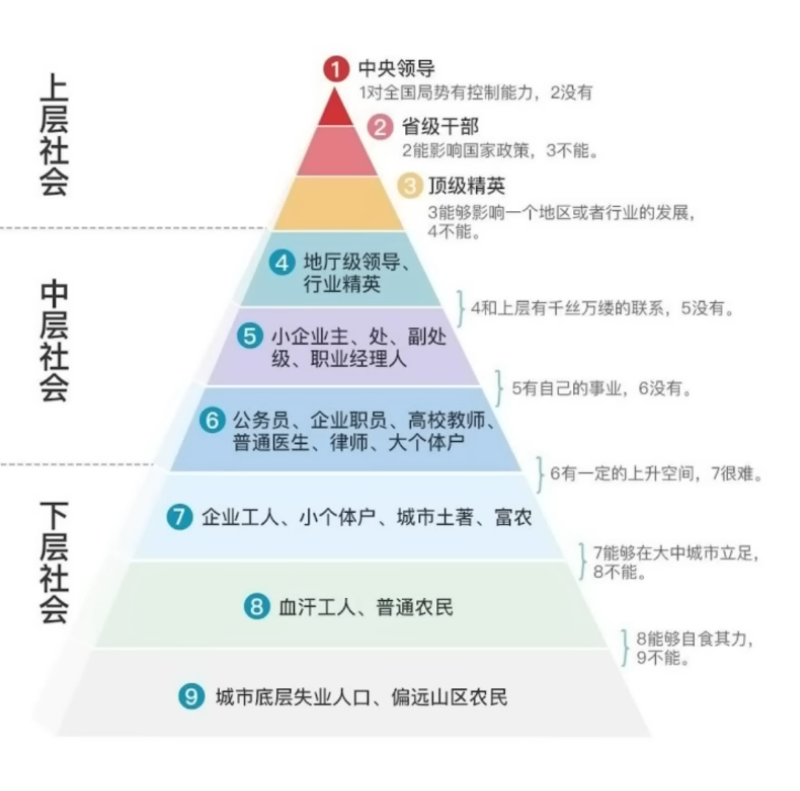 上层社会
1 中央领导
1对全国局势有控制能力，2没有
2 省级干部
2能影响国家政策，3不能。
3 顶级精英
3能够影响一个地区或者行业的发展，
4不能。
中层社会
4 地厅级领导、
行业精英
4和上层有千丝万缕的联系，5没有。
5 小企业主、处、副处
级、职业经理人
5有自己的事业，6没有。
6 公务员、企业职员、高校教师、
普通医生、律师、大个体户
6有一定的上升空间，7很难。
下层社会
7 企业工人、小个体户、城市土著、富农
7能够在大中城市立足，
8不能。
8 血汗工人、普通农民
8能够自食其力，
9不能。
9 城市底层失业人口、偏远山区农民